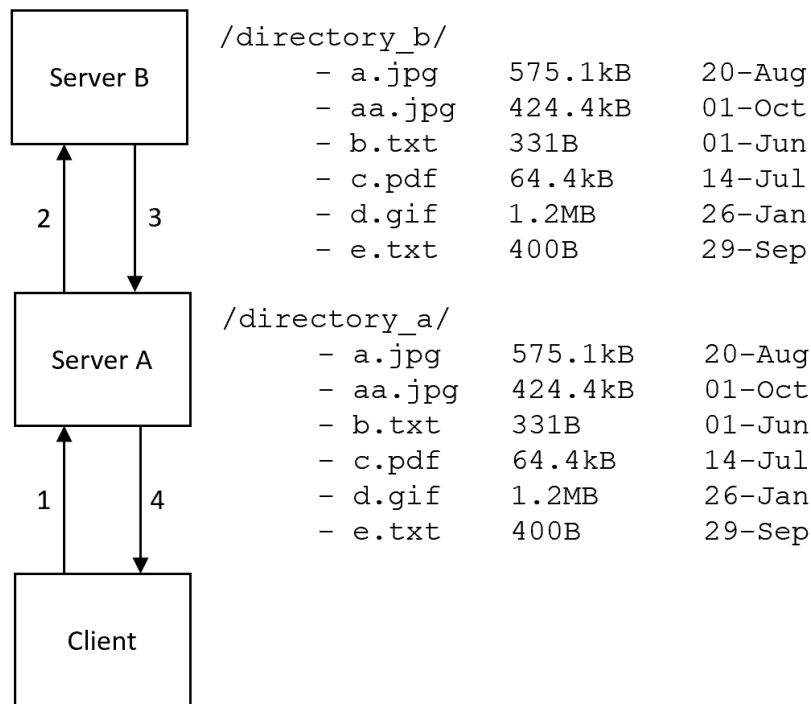 Server B
/directory_b/
- a.jpg 575.1kB 20-Aug
- aa.jpg 424.4kB 01-Oct
- b.txt 331B 01-Jun
- c.pdf 64.4kB 14-Jul
- d.gif 1.2MB 26-Jan
- e.txt 400B 29-Sep
2 3
Server A
/directory_a/
- a.jpg 575.1kB 20-Aug
- aa.jpg 424.4kB 01-Oct
- b.txt 331B 01-Jun
- c.pdf 64.4kB 14-Jul
- d.gif 1.2MB 26-Jan
- e.txt 400B 29-Sep
1 4
Client